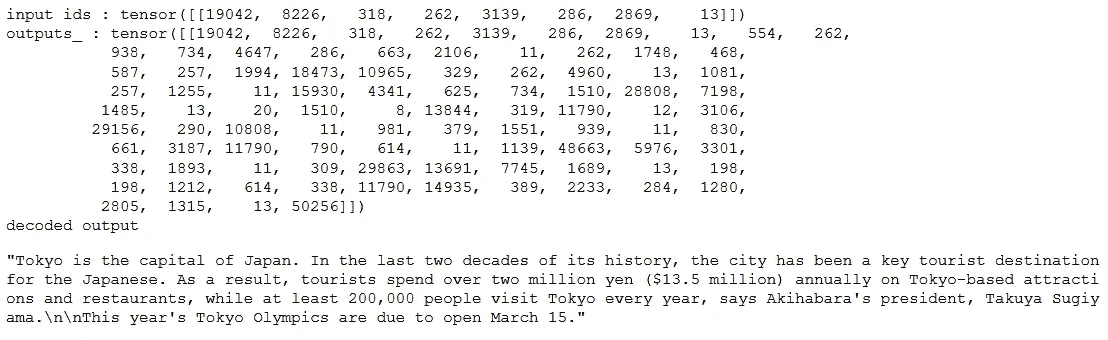 input ids : tensor([[19042, 8226, 318, 262, 3139, 286, 2869, 13]])
outputs_ : tensor([[19042, 8226, 318, 262, 3139, 286, 2869, 13, 554, 262,
938, 734, 4647, 286, 663, 2106, 11, 262, 1748, 468,
587, 257, 1994, 18473, 10965, 329, 262, 4960, 13, 1081,
257, 1255, 11, 15930, 4341, 625, 734, 1510, 28808, 7198,
1485, 13, 20, 1510, 8, 13844, 319, 11790, 12, 3106,
29156, 290, 10808, 11, 981, 379, 1551, 939, 11, 830,
661, 3187, 11790, 790, 614, 11, 1139, 48663, 5976, 3301,
338, 1893, 11, 309, 29863, 13691, 7745, 1689, 13, 198,
198, 1212, 614, 338, 11790, 14935, 389, 2233, 284, 1280,
2805, 1315, 13, 50256]])
decoded output
"Tokyo is the capital of Japan. In the last two decades of its history, the city has been a key tourist destination
for the Japanese. As a result, tourists spend over two million yen ($13.5 million) annually on Tokyo-based attracti
ons and restaurants, while at least 200,000 people visit Tokyo every year, says Akihabara's president, Takuya Sugiy
ama.\n\nThis year's Tokyo Olympics are due to open March 15."